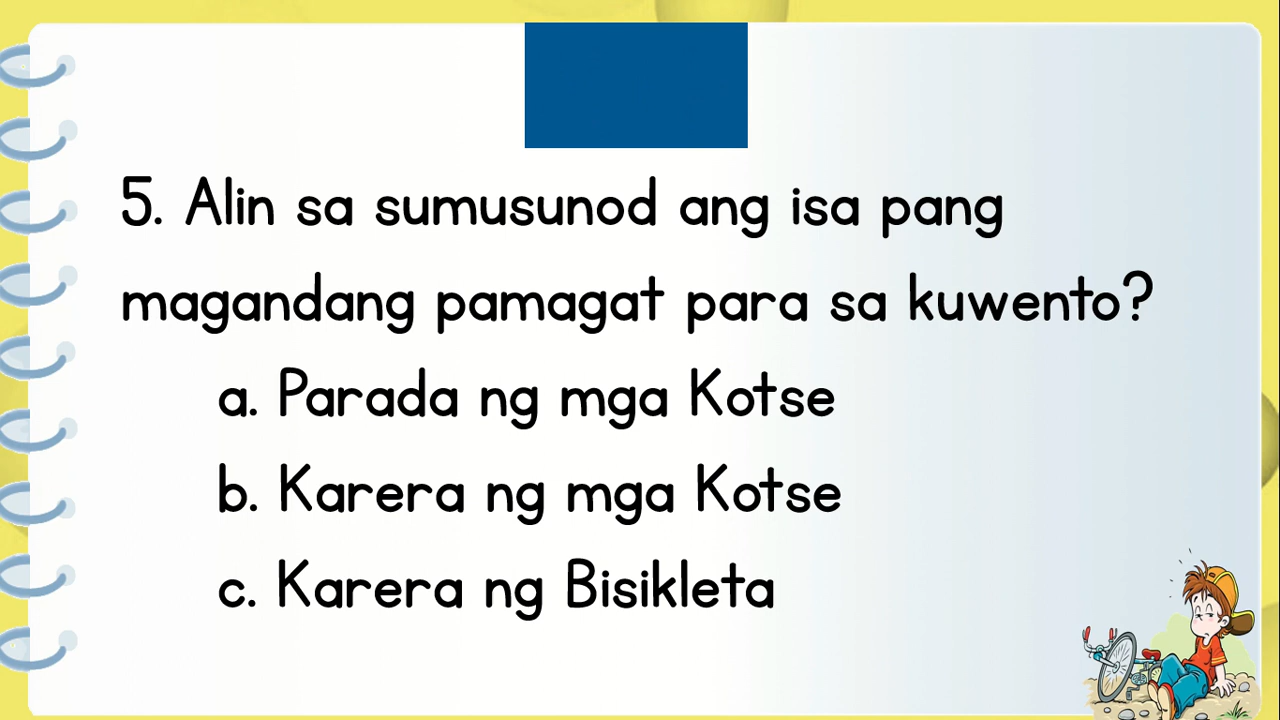 5. Alin sa sumusunod ang isa pang
magandang pamagat para sa kuwento?
a. Parada ng mga Kotse
b. Karera ng mga Kotse
c. Karera ng Bisikleta